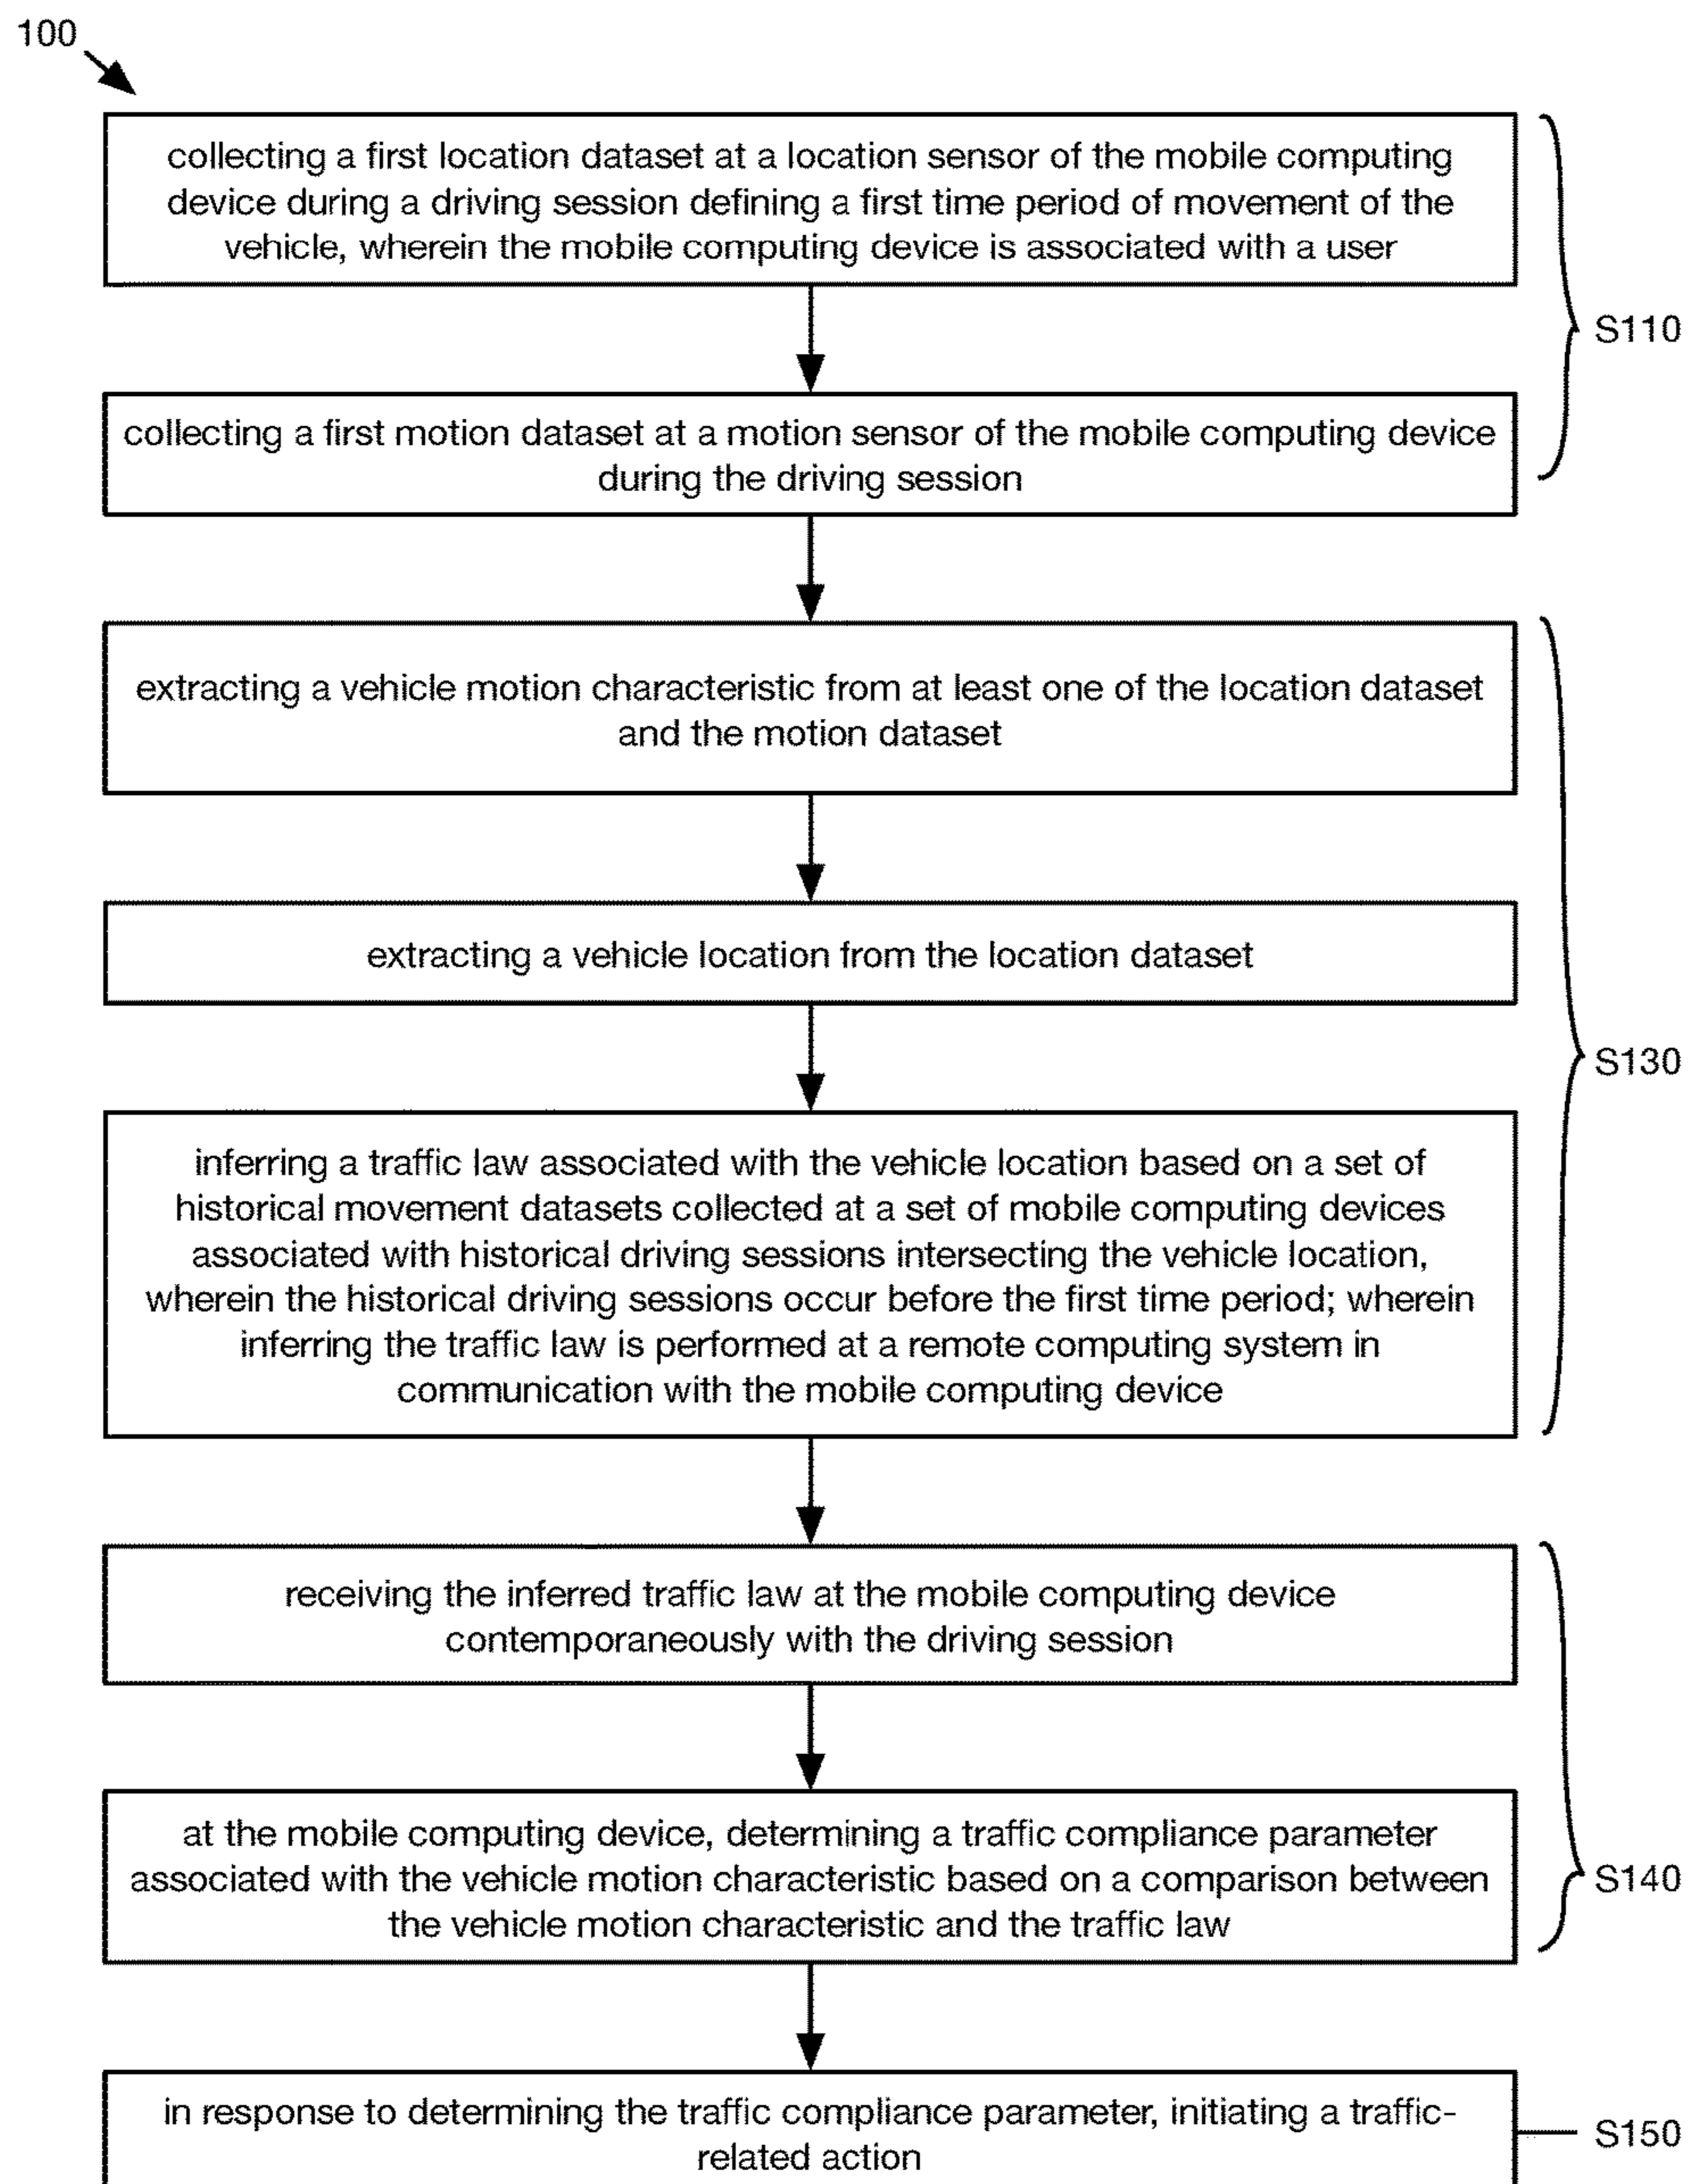 100
collecting a first location dataset at a location sensor of the mobile computing
device during a driving session defining a first time period of movement of the
vehicle, wherein the mobile computing device is associated with a user
S110
collecting a first motion dataset at a motion sensor of the mobile computing device
during the driving session
extracting a vehicle motion characteristic from at least one of the location dataset
and the motion dataset
extracting a vehicle location from the location dataset
S130
inferring a traffic law associated with the vehicle location based on a set of
historical movement datasets collected at a set of mobile computing devices
associated with historical driving sessions intersecting the vehicle location,
wherein the historical driving sessions occur before the first time period; wherein
inferring the traffic law is performed at a remote computing system in
communication with the mobile computing device
receiving the inferred traffic law at the mobile computing device
contemporaneously with the driving session
at the mobile computing device, determining a traffic compliance parameter
associated with the vehicle motion characteristic based on a comparison between
the vehicle motion characteristic and the traffic law
S140
in response to determining the traffic compliance parameter, initiating a traffic-
related action
S150